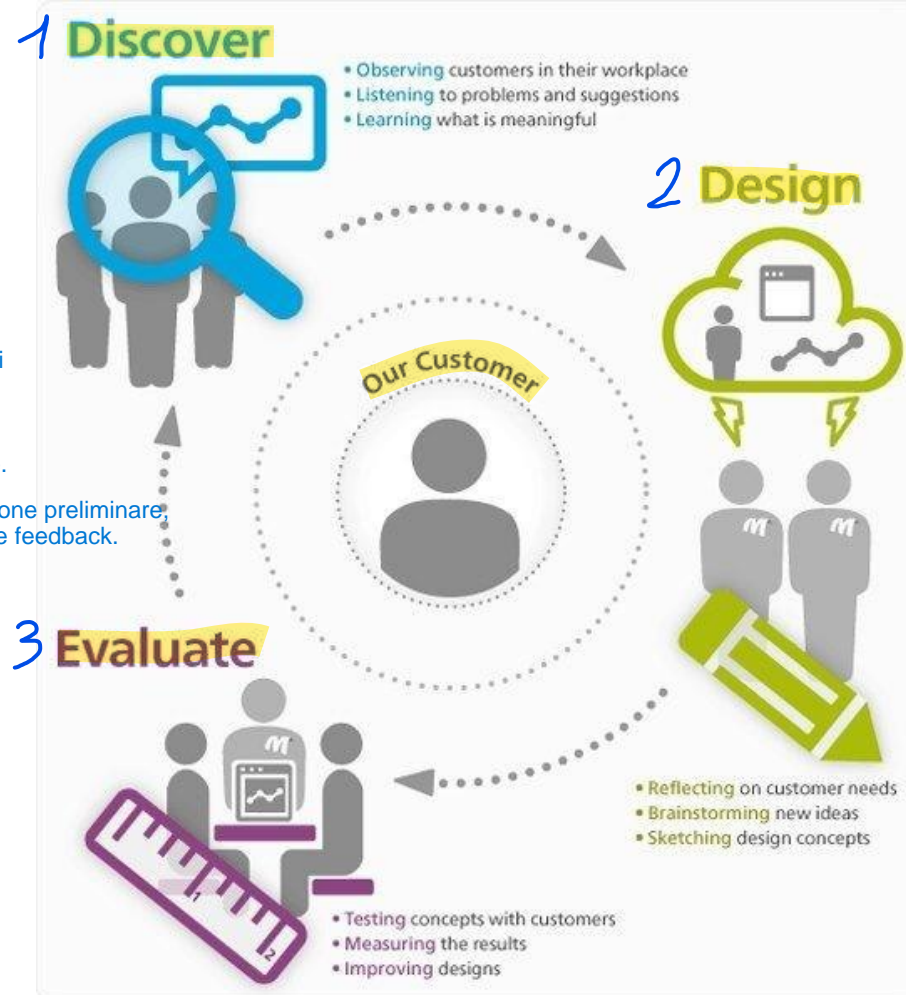 1 Discover
• Observing customers in their workplace
• Listening to problems and suggestions
• Learning what is meaningful
2 Design
i
Our Customer
.
one preliminare,
e feedback.
3 Evaluate
• Reflecting on customer needs
• Brainstorming new ideas
• Sketching design concepts
1
2
• Testing concepts with customers
• Measuring the results
• Improving designs